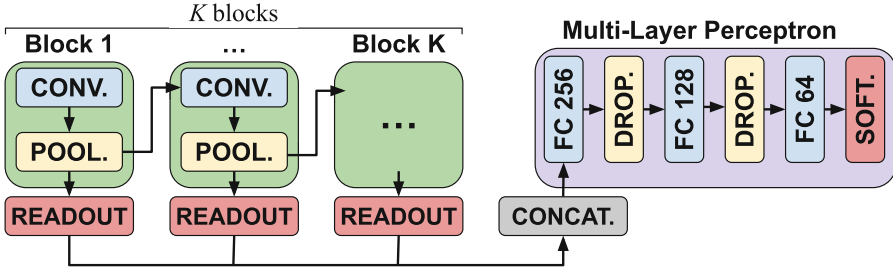 K blocks
Block 1
...
Block K
CONV.
POOL.
READOUT
CONV.
POOL.
READOUT
...
READOUT
CONCAT.
Multi-Layer Perceptron
FC 256
DROP.
FC 128
DROP.
FC 64
SOFT.